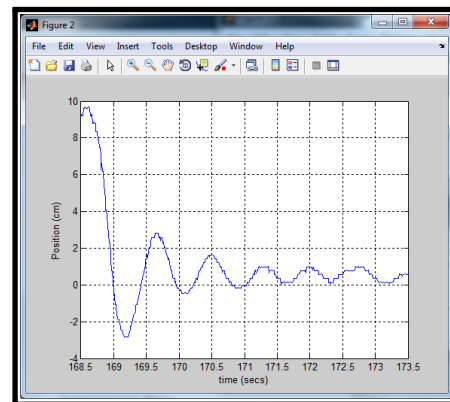 Figure 2
File Edit View Insert Tools Desktop Window Help
10
8
6
4
2
0
-2
-4
Position (cm)
168.5 169 169.5 170 170.5 171 171.5 172 172.5 173 173.5
time (secs)